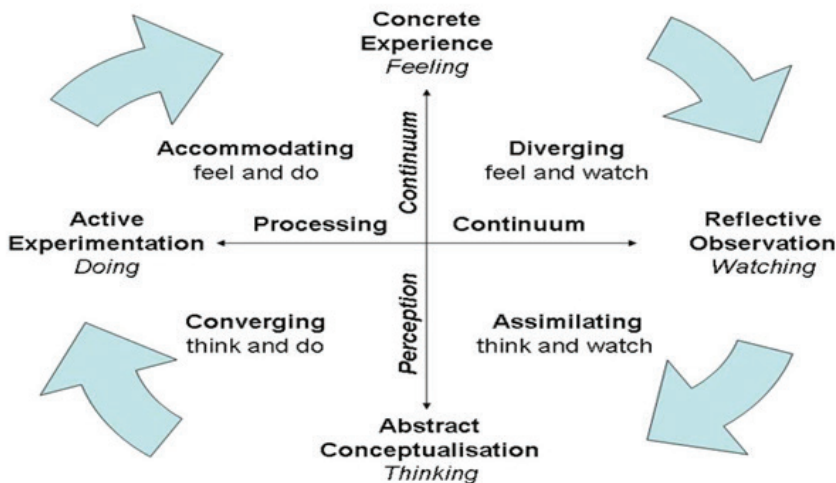 Concrete
Experience
Feeling
Continuum
Accommodating
feel and do
Diverging
feel and watch
Active
Experimentation
Doing
Processing
Continuum
Reflective
Observation
Watching
Perception
Converging
think and do
Assimilating
think and watch
Abstract
Conceptualisation
Thinking